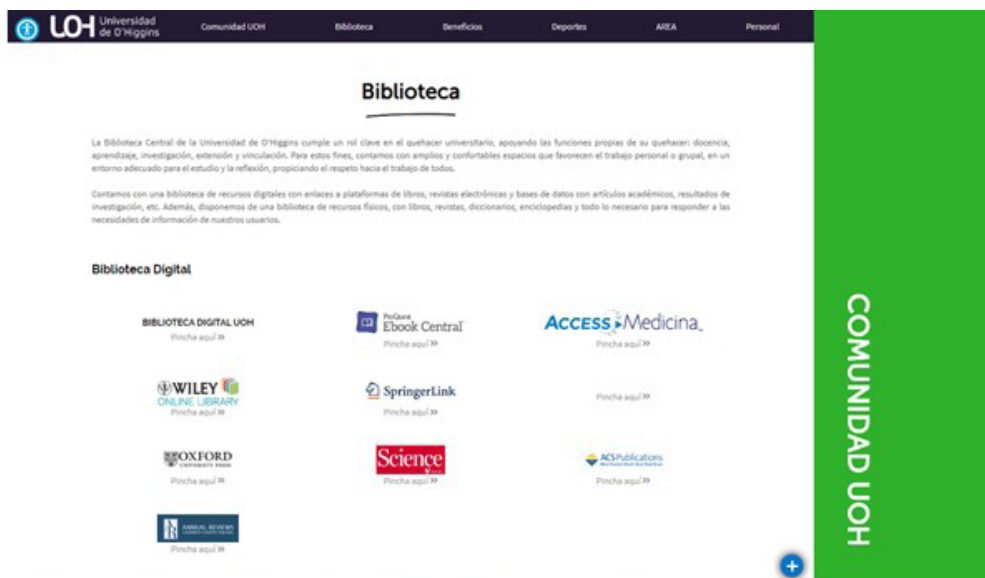 UOH Universidad de O'Higgins
Comunidad UOH
Biblioteca
Beneficios
Deportes
AREA
Personal
Biblioteca
La Biblioteca Central de la Universidad de O'Higgins cumple un rol clave en el quehacer universitario, apoyando las funciones propias de su quehacer: docencia,
aprendizaje, investigación, extensión y vinculación. Para estos fines, contamos con amplios y confortables espacios que favorecen el trabajo personal o grupal, en un
entorno adecuado para el estudio y la reflexión, propiciando el respeto hacia el trabajo de todos.
Contamos con una biblioteca de recursos digitales con enlaces a plataformas de libros, revistas electrónicas y bases de datos con artículos académicos, resultados de
investigación, etc. Además, disponemos de una biblioteca de recursos físicos, con libros, revistas, diccionarios, enciclopedias y todo lo necesario para responder a las
necesidades de información de nuestros usuarios.
Biblioteca Digital
BIBLIOTECA DIGITAL UOH
Pincha aquí »
ProQuest
Ebook Central
Pincha aquí »
ACCESS Medicina
Pincha aquí »
WILEY
ONLINE LIBRARY
Pincha aquí »
SpringerLink
Pincha aquí »
Pincha aquí »
OXFORD
UNIVERSITY PRESS
Pincha aquí »
Science
Pincha aquí »
ACS Publications
Pincha aquí »
ANNUAL REVIEWS
Pincha aquí »
COMUNIDAD UOH